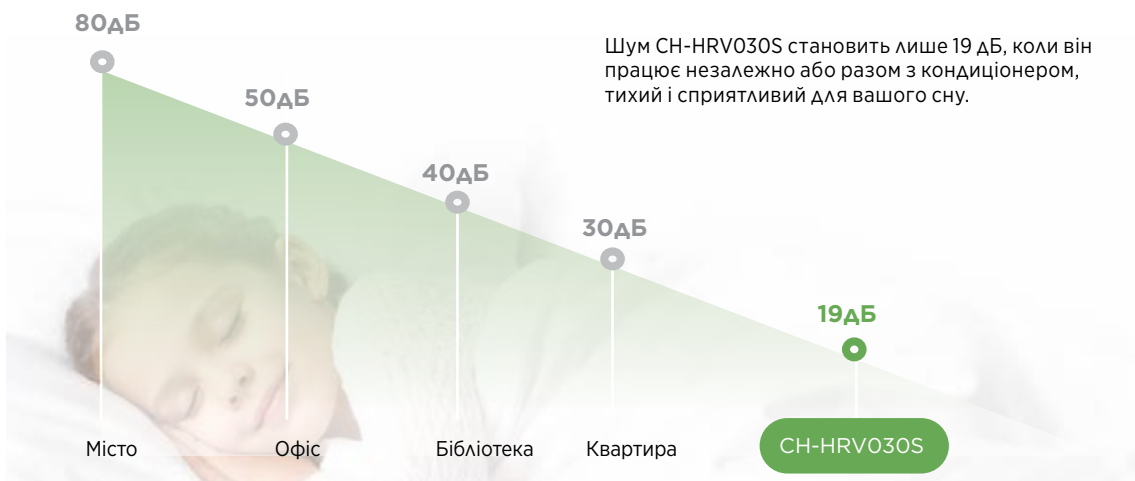 80дБ
Шум CH-HRV030S становить лише 19 дБ, коли він
працює незалежно або разом з кондиціонером,
тихий і сприятливий для вашого сну.
50дБ
40дБ
30дБ
19дБ
Місто
Офіс
Бібліотека
Квартира
CH-HRV030S